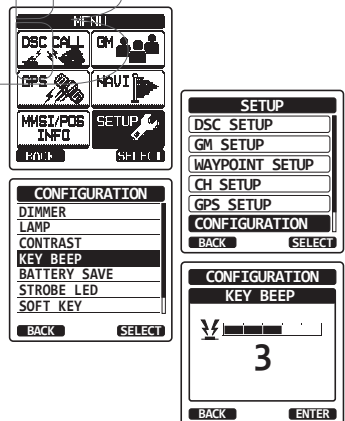 MENU
DSC CALL
GM
GPS
NAVI
MMSI/POS
INFO
SETUP
BACK
SELECT
SETUP
DSC SETUP
GM SETUP
WAYPOINT SETUP
CH SETUP
GPS SETUP
CONFIGURATION
BACK
SELECT
CONFIGURATION
DIMMER
LAMP
CONTRAST
KEY BEEP
BATTERY SAVE
STROBE LED
SOFT KEY
BACK
SELECT
CONFIGURATION
KEY BEEP
3
BACK
ENTER